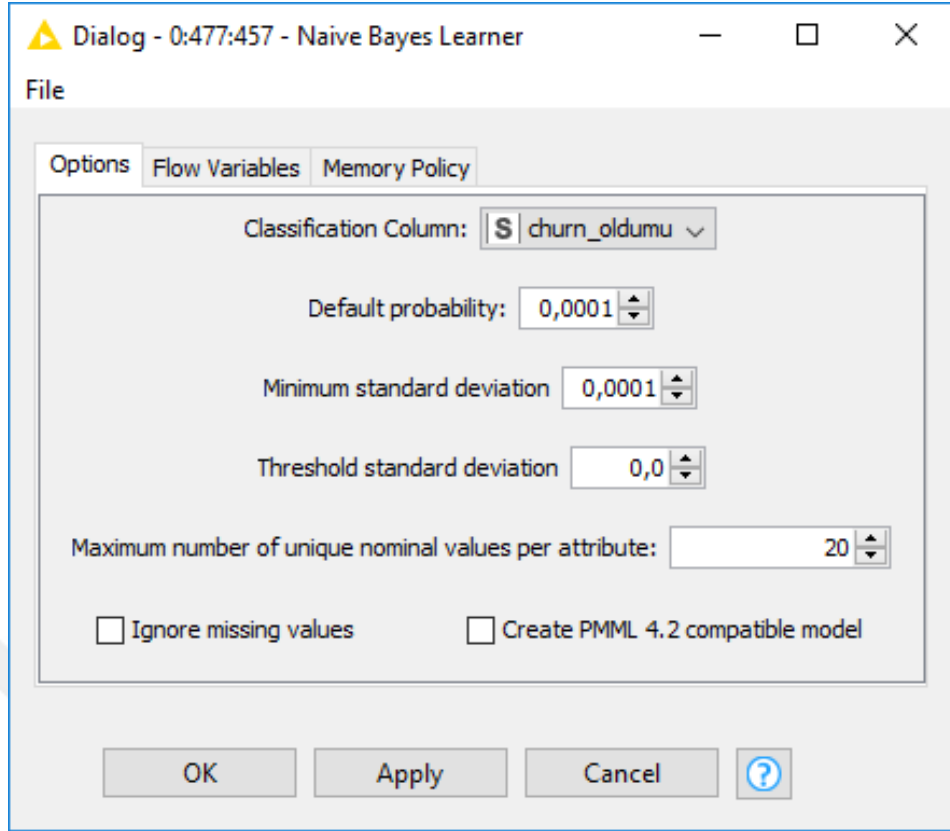 Dialog - 0:477:457 - Naive Bayes Learner
File
Options Flow Variables Memory Policy
Classification Column: S churn_oldumu
Default probability: 0,0001
Minimum standard deviation 0,0001
Threshold standard deviation 0,0
Maximum number of unique nominal values per attribute: 20
Ignore missing values Create PMML 4.2 compatible model
OK Apply Cancel ?